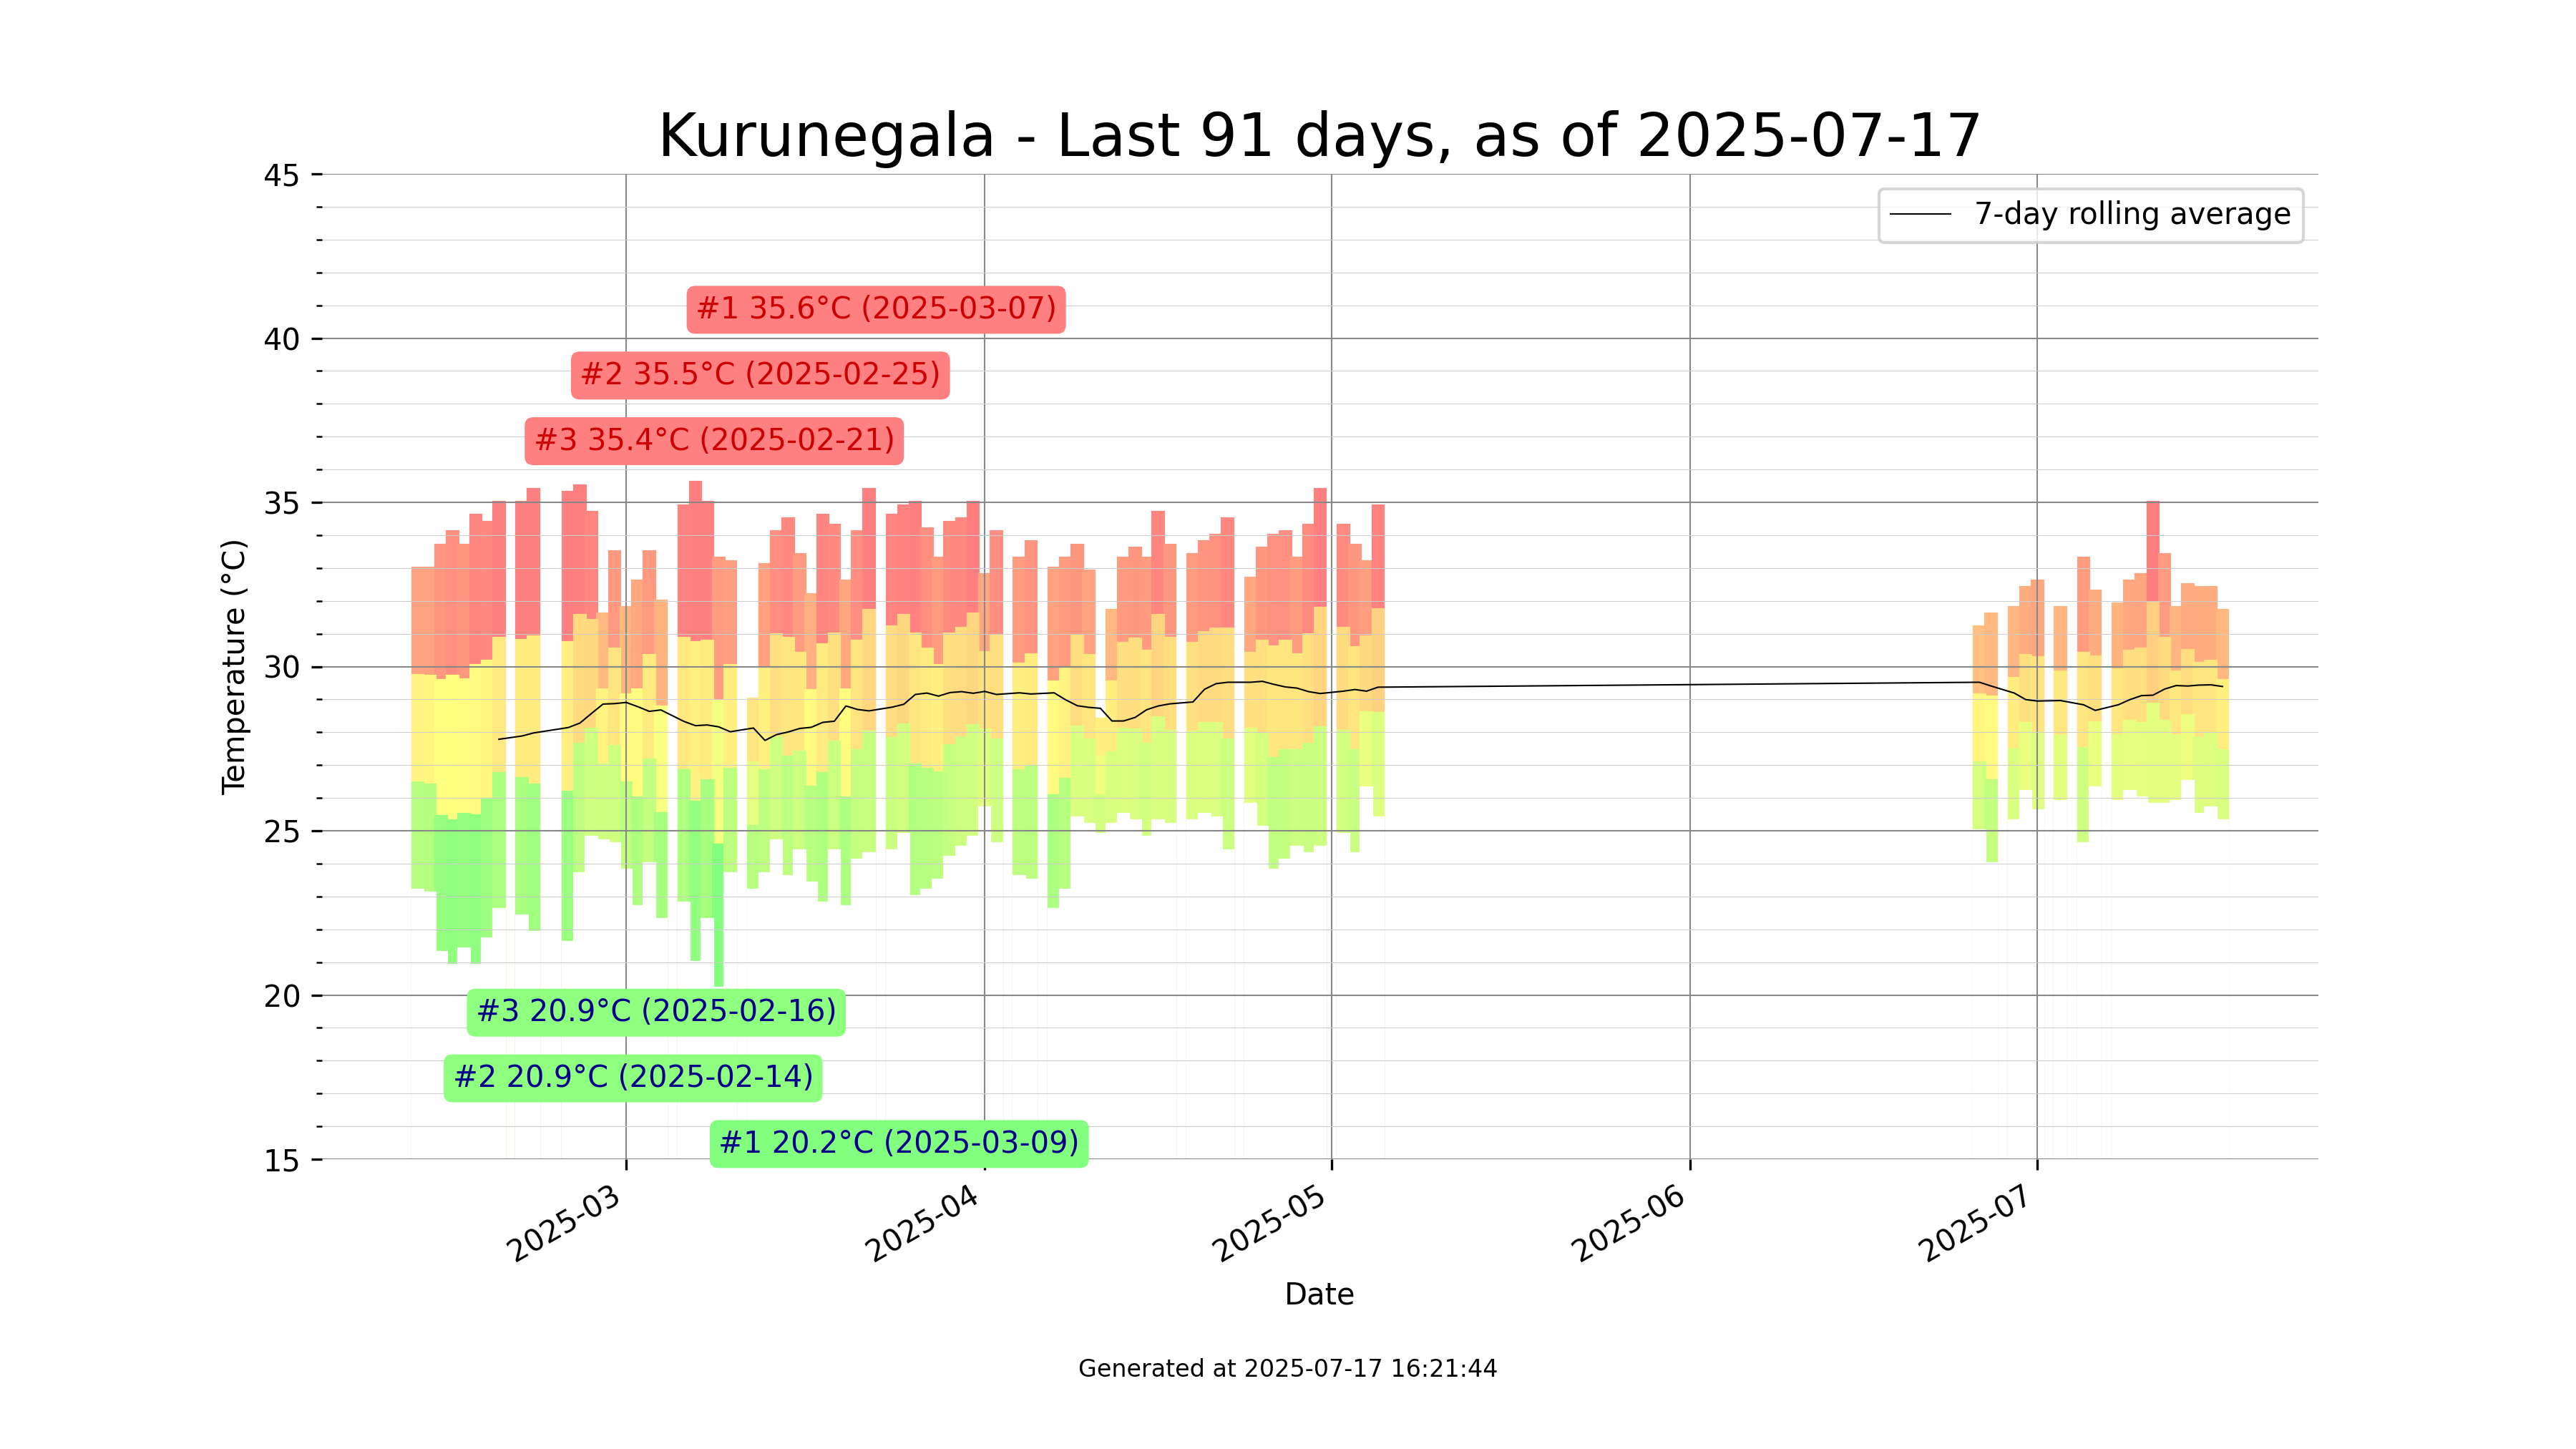 Kurunegala - Last 91 days, as of 2025-07-17
7-day rolling average
45
40
35
30
25
20
15
Temperature (°C)
#1 35.6°C (2025-03-07)
#2 35.5°C (2025-02-25)
#3 35.4°C (2025-02-21)
#3 20.9°C (2025-02-16)
#2 20.9°C (2025-02-14)
#1 20.2°C (2025-03-09)
2025-03
2025-04
2025-05
2025-06
2025-07
Date
Generated at 2025-07-17 16:21:44